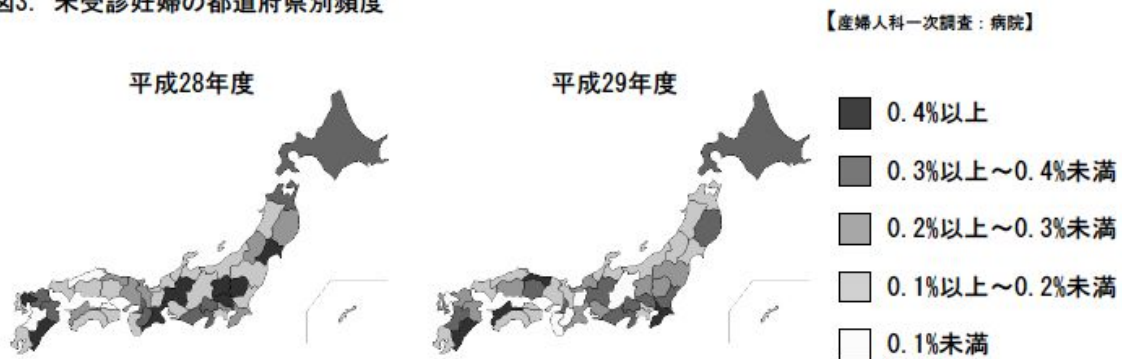 図3. 未受診妊婦の都道府県別頻度
【産婦人科一次調査：病院】
平成28年度
平成29年度
0.4%以上
0.3%以上～0.4%未満
0.2%以上～0.3%未満
0.1%以上～0.2%未満
0.1%未満